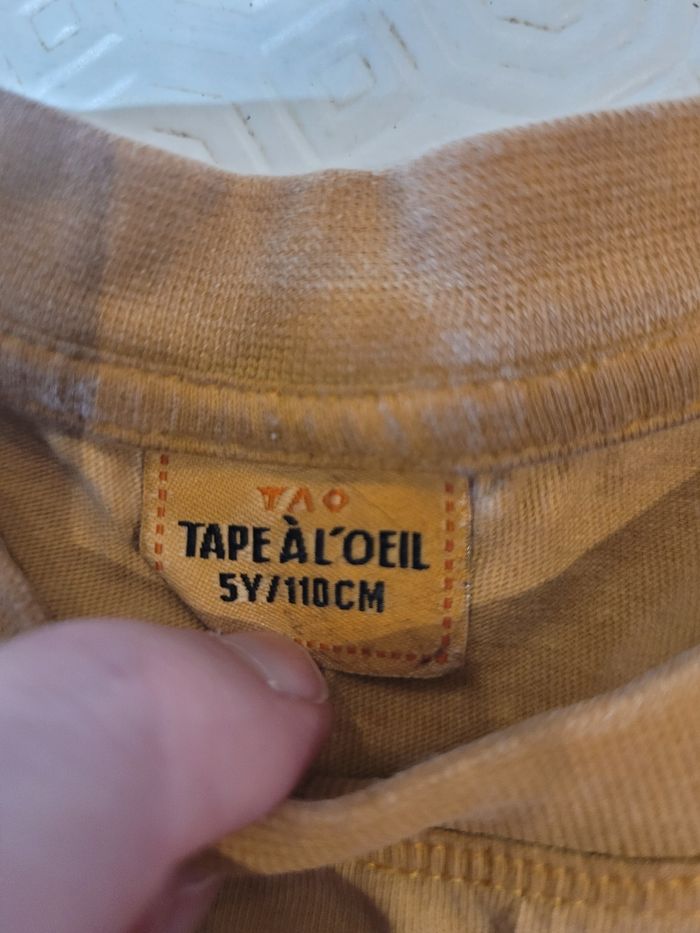 TAO
TAPE À L'OEIL
5Y/110CM